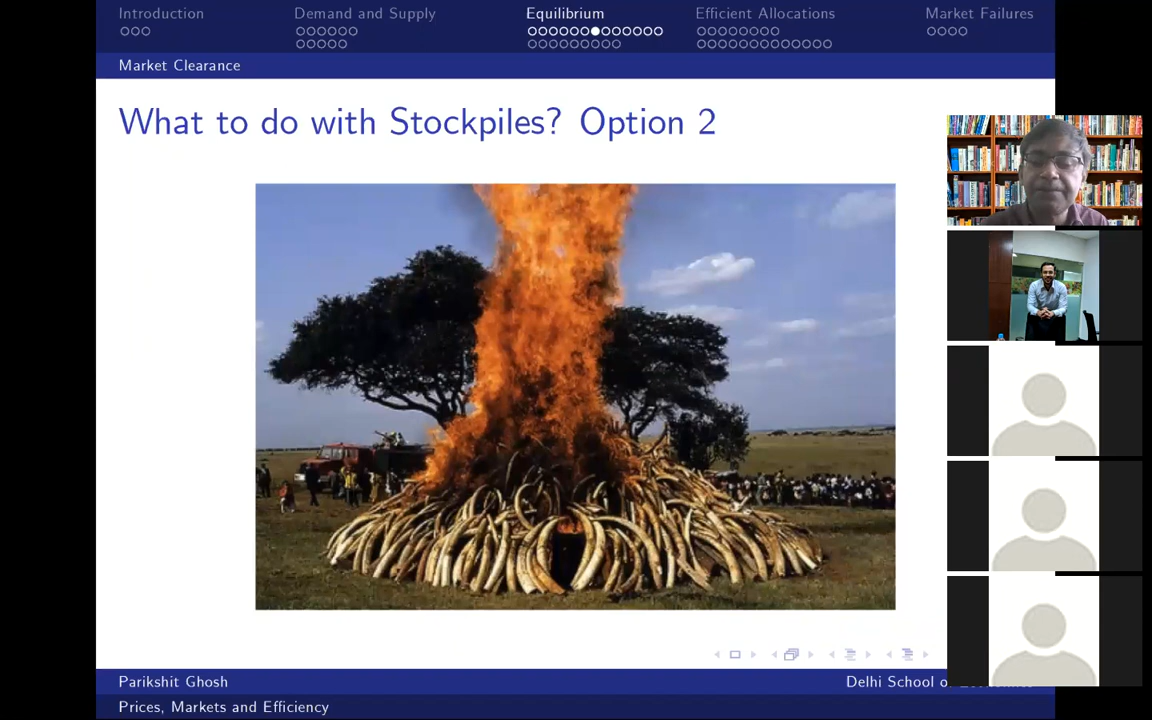 Introduction
Demand and Supply
Equilibrium
Efficient Allocations
Market Failures
Market Clearance
What to do with Stockpiles? Option 2
Parikshit Ghosh
Delhi School
Prices, Markets and Efficiency